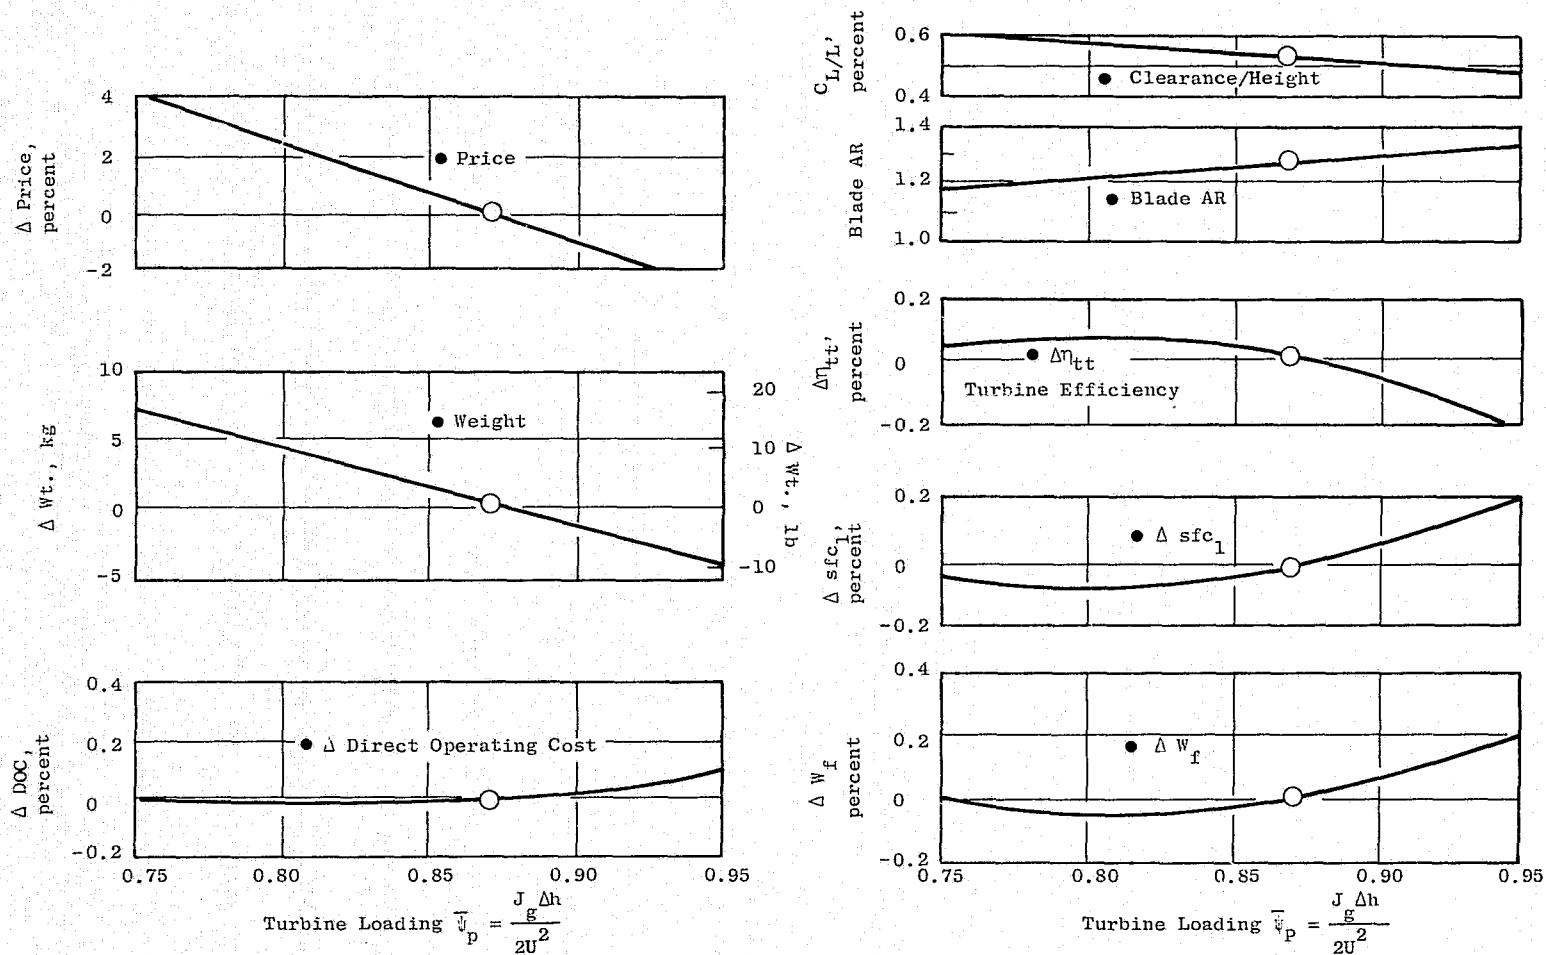 Δ Price,
percent
4
2
0
-2
● Price
Δ Wt., kg
10
5
0
-5
● Weight
20
10
0
-10
Δ Wt., lb
Δ DOC,
percent
0.4
0.2
0
-0.2
● Δ Direct Operating Cost
0.75 0.80 0.85 0.90 0.95
Turbine Loading ψ̄p = JgΔh / 2U²
CL/L,
percent
0.6
0.4
● Clearance/Height
Blade AR
1.4
1.2
1.0
● Blade AR
Δηtt,
percent
0.2
0
-0.2
● Δηtt
Turbine Efficiency
Δ sfc1,
percent
0.2
0
-0.2
● Δ sfc1
Δ Wf
percent
0.4
0.2
0
-0.2
● Δ Wf
0.75 0.80 0.85 0.90 0.95
Turbine Loading ψ̄p = JgΔh / 2U²